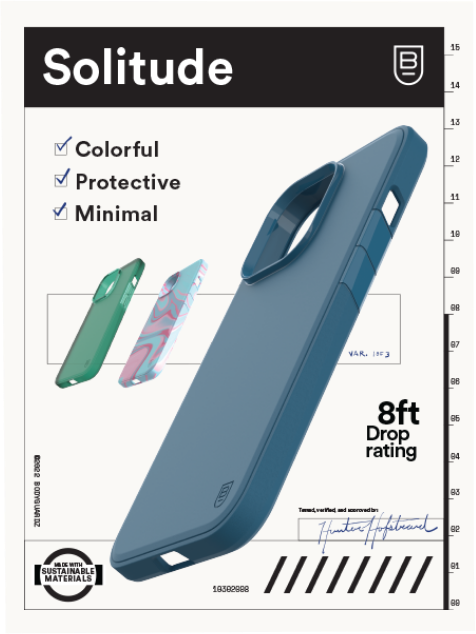 Solitude
B
Colorful
Protective
Minimal
VAR. 1 OF 3
8ft
Drop
rating
Tested, verified, and approved by:
Hunter Hofstrand
©2022 BODYGUARDZ
MADE WITH
SUSTAINABLE
MATERIALS
10302000
15
14
13
12
11
10
09
08
07
06
05
04
03
02
01
00